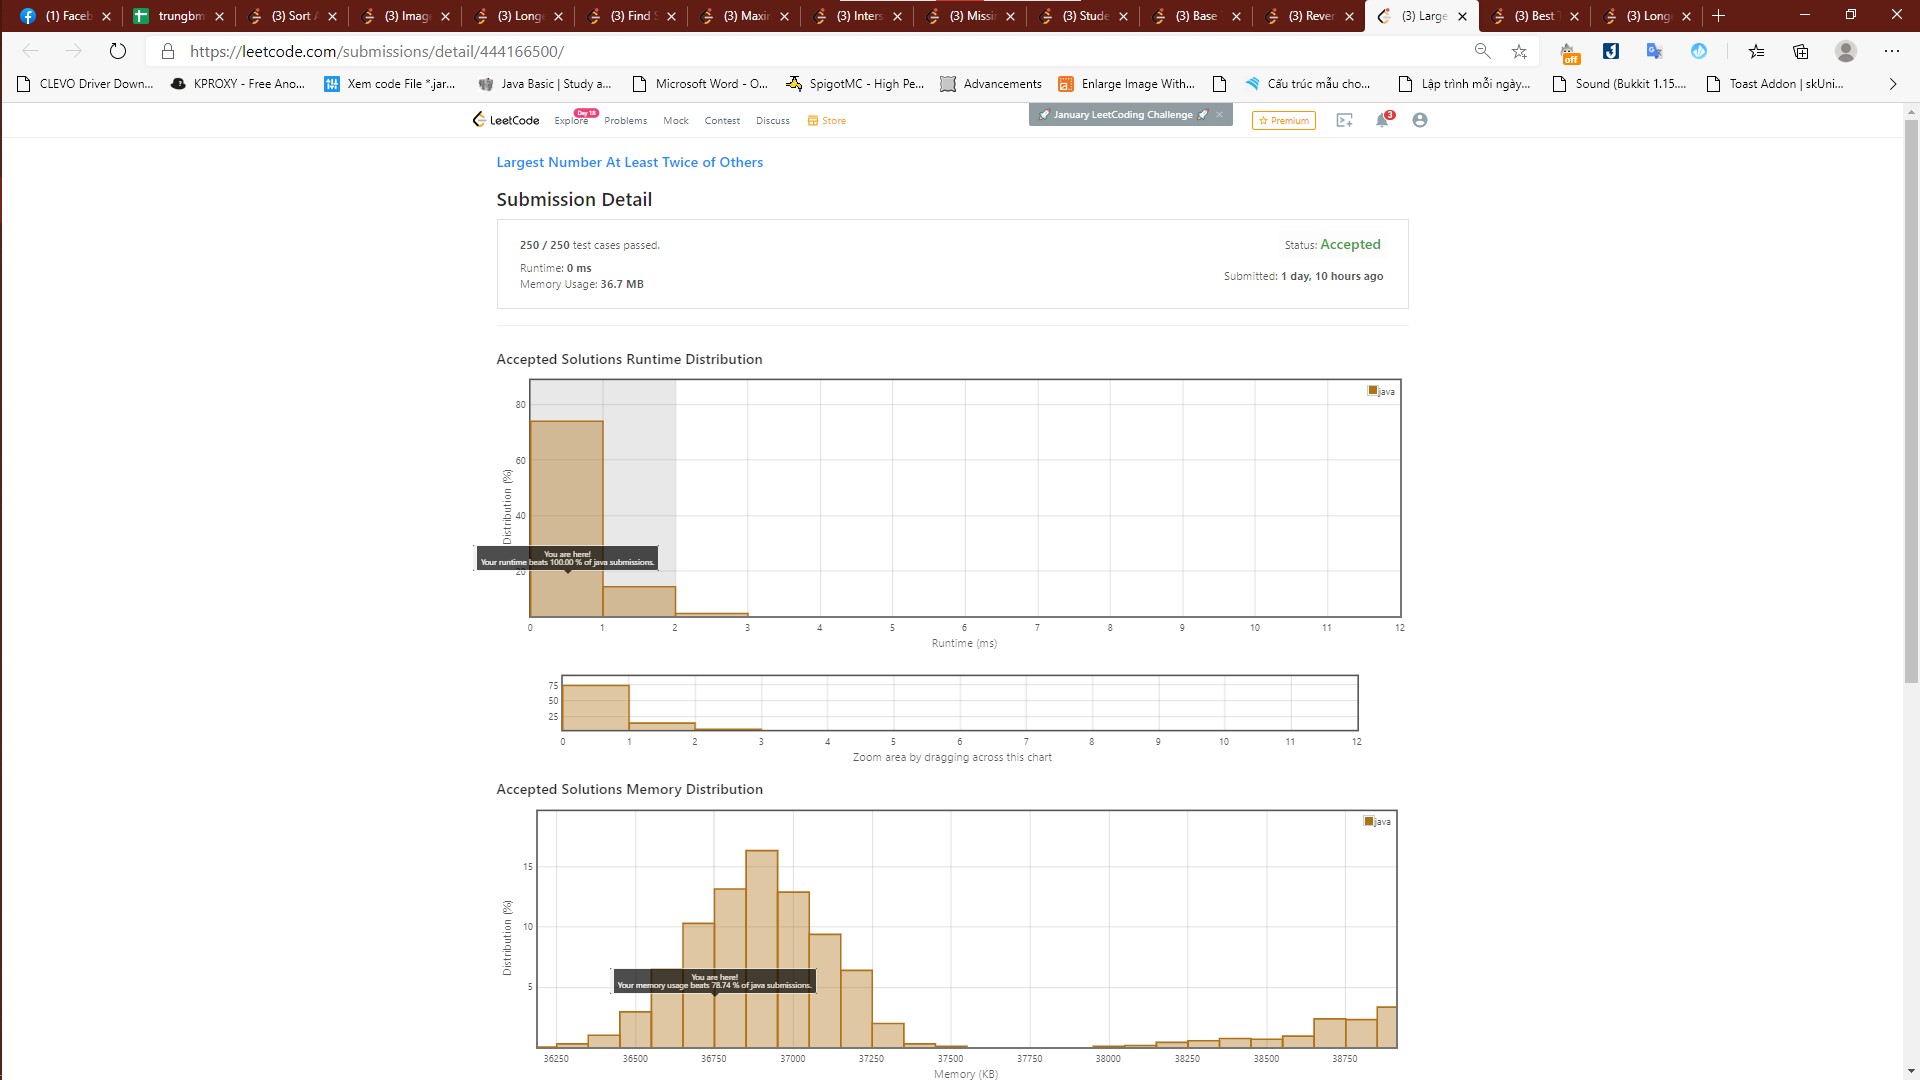 (1) Faceb
trungbm
(3) Sort A
(3) Imag
(3) Long
(3) Find S
(3) Maxi
(3) Inters
(3) Missi
(3) Stude
(3) Base
(3) Rever
(3) Large
(3) Best T
(3) Long
https://leetcode.com/submissions/detail/444166500/
off
CLEVO Driver Down...
KPROXY - Free Ano...
Xem code File *.jar...
Java Basic | Study a...
Microsoft Word - O...
SpigotMC - High Pe...
Advancements
Enlarge Image With...
Cấu trúc mẫu cho...
Lập trình mỗi ngày...
Sound (Bukkit 1.15....
Toast Addon | skUni...
LeetCode
Explore
Day 18
Problems
Mock
Contest
Discuss
Store
January LeetCoding Challenge
Premium
3
Largest Number At Least Twice of Others
Submission Detail
250 / 250 test cases passed.
Status: Accepted
Runtime: 0 ms
Submitted: 1 day, 10 hours ago
Memory Usage: 36.7 MB
Accepted Solutions Runtime Distribution
java
80
60
40
20
Distribution (%)
You are here!
Your runtime beats 100.00 % of java submissions.
0 1 2 3 4 5 6 7 8 9 10 11 12
Runtime (ms)
75
50
25
0 1 2 3 4 5 6 7 8 9 10 11 12
Zoom area by dragging across this chart
Accepted Solutions Memory Distribution
java
15
10
5
Distribution (%)
You are here!
Your memory usage beats 78.74 % of java submissions.
36250 36500 36750 37000 37250 37500 37750 38000 38250 38500 38750
Memory (KB)